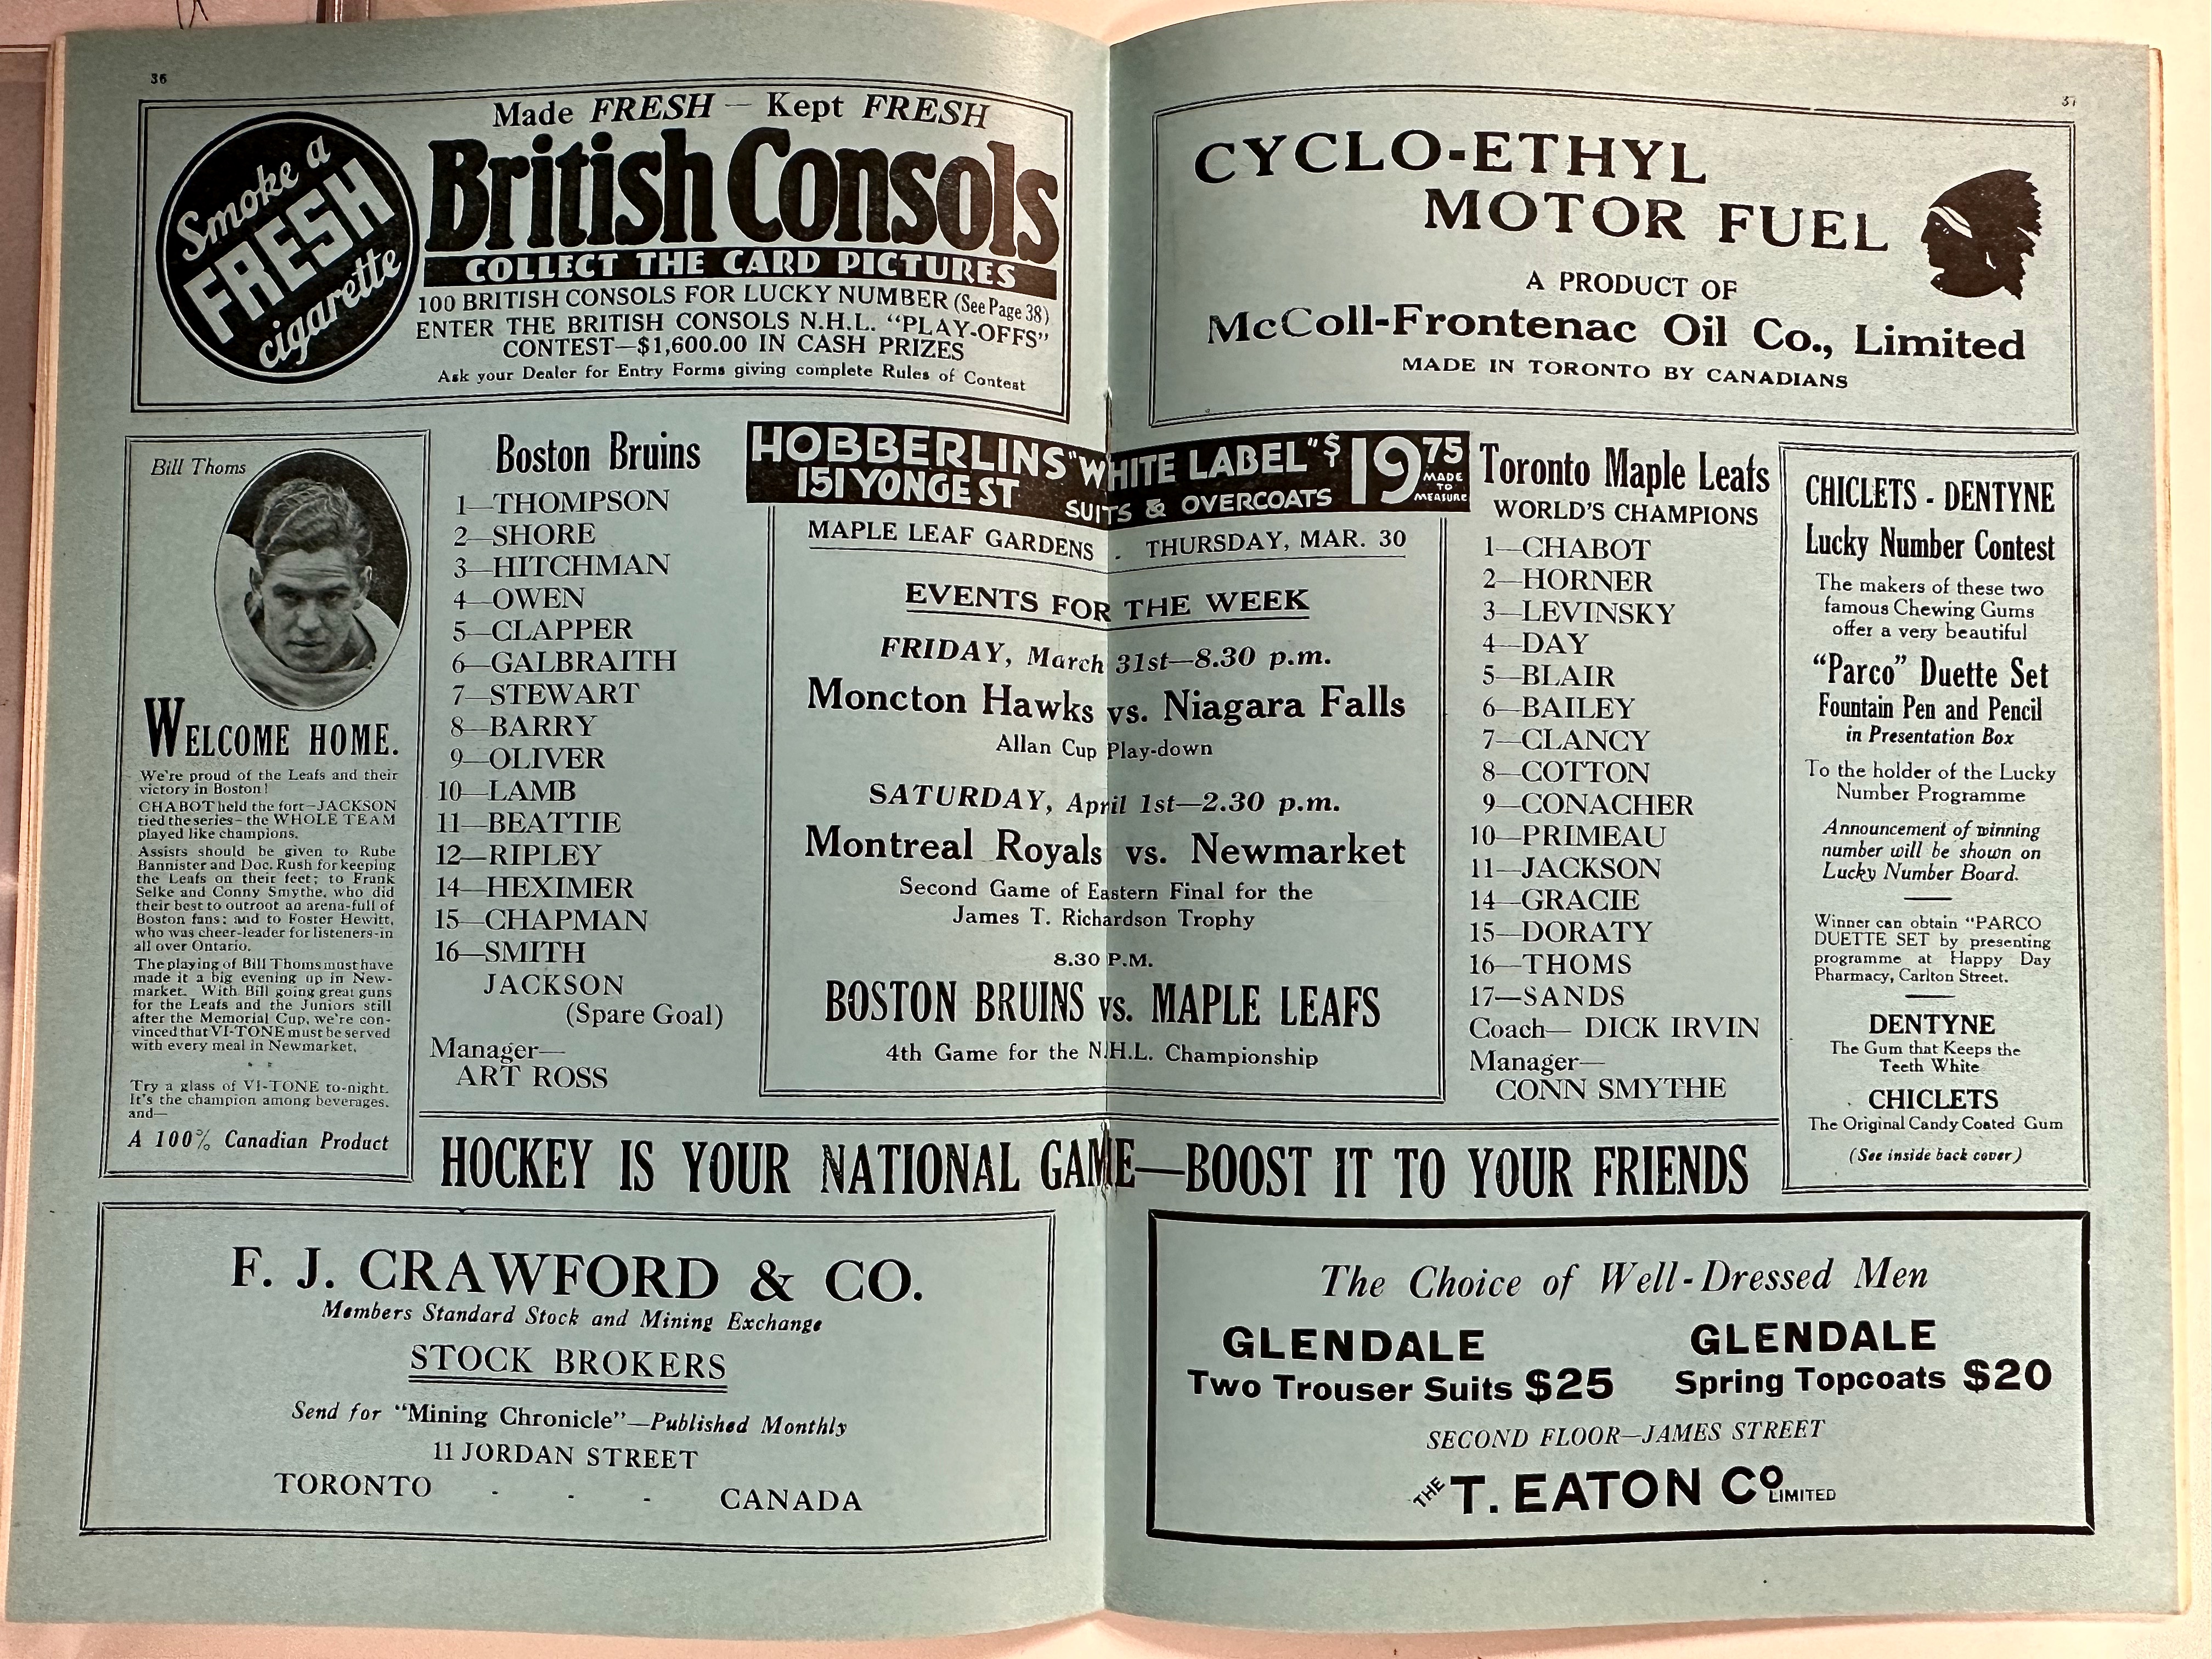 36
Smoke a
FRESH
cigarette
Made FRESH — Kept FRESH
British Consols
COLLECT THE CARD PICTURES
100 BRITISH CONSOLS FOR LUCKY NUMBER (See Page 38)
ENTER THE BRITISH CONSOLS N.H.L. "PLAY-OFFS"
CONTEST—$1,600.00 IN CASH PRIZES
Ask your Dealer for Entry Forms giving complete Rules of Contest
Bill Thoms
WELCOME HOME.
We're proud of the Leafs and their
victory in Boston!
CHABOT held the fort—JACKSON
tied the series—the WHOLE TEAM
played like champions.
Assists should be given to Rube
Bannister and Doc. Rush for keeping
the Leafs on their feet; to Frank
Selke and Conny Smythe, who did
their best to outroot an arena-full of
Boston fans; and to Foster Hewitt,
who was cheer-leader for listeners-in
all over Ontario.
The playing of Bill Thoms must have
made it a big evening up in New-
market. With Bill going great guns
for the Leafs and the Juniors still
after the Memorial Cup, we're con-
vinced that VI-TONE must be served
with every meal in Newmarket.
Try a glass of VI-TONE to-night.
It's the champion among beverages,
and—
A 100% Canadian Product
Boston Bruins
1—THOMPSON
2—SHORE
3—HITCHMAN
4—OWEN
5—CLAPPER
6—GALBRAITH
7—STEWART
8—BARRY
9—OLIVER
10—LAMB
11—BEATTIE
12—RIPLEY
14—HEXIMER
15—CHAPMAN
16—SMITH
JACKSON
(Spare Goal)
Manager—
ART ROSS
HOBBERLINS "WHITE LABEL" $19.75
151 YONGE ST SUITS & OVERCOATS
MADE
TO
MEASURE
MAPLE LEAF GARDENS - THURSDAY, MAR. 30
EVENTS FOR THE WEEK
FRIDAY, March 31st—8.30 p.m.
Moncton Hawks vs. Niagara Falls
Allan Cup Play-down
SATURDAY, April 1st—2.30 p.m.
Montreal Royals vs. Newmarket
Second Game of Eastern Final for the
James T. Richardson Trophy
8.30 P.M.
BOSTON BRUINS vs. MAPLE LEAFS
4th Game for the N.H.L. Championship
HOCKEY IS YOUR NATIONAL GAME—BOOST IT TO YOUR FRIENDS
F. J. CRAWFORD & CO.
Members Standard Stock and Mining Exchange
STOCK BROKERS
Send for "Mining Chronicle"—Published Monthly
11 JORDAN STREET
TORONTO - - - CANADA
37
CYCLO-ETHYL
MOTOR FUEL
A PRODUCT OF
McColl-Frontenac Oil Co., Limited
MADE IN TORONTO BY CANADIANS
Toronto Maple Leafs
WORLD'S CHAMPIONS
1—CHABOT
2—HORNER
3—LEVINSKY
4—DAY
5—BLAIR
6—BAILEY
7—CLANCY
8—COTTON
9—CONACHER
10—PRIMEAU
11—JACKSON
14—GRACIE
15—DORATY
16—THOMS
17—SANDS
Coach— DICK IRVIN
Manager—
CONN SMYTHE
CHICLETS - DENTYNE
Lucky Number Contest
The makers of these two
famous Chewing Gums
offer a very beautiful
"Parco" Duette Set
Fountain Pen and Pencil
in Presentation Box
To the holder of the Lucky
Number Programme
Announcement of winning
number will be shown on
Lucky Number Board.
Winner can obtain "PARCO
DUETTE SET by presenting
programme at Happy Day
Pharmacy, Carlton Street.
DENTYNE
The Gum that Keeps the
Teeth White
CHICLETS
The Original Candy Coated Gum
(See inside back cover)
The Choice of Well-Dressed Men
GLENDALE
Two Trouser Suits $25
GLENDALE
Spring Topcoats $20
SECOND FLOOR—JAMES STREET
THE T. EATON Co LIMITED